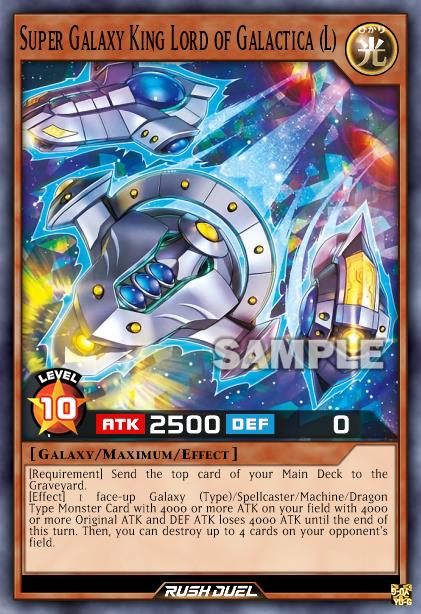 Super Galaxy King Lord of Galactica (L)
ひかり
光
SAMPLE
LEVEL
10
ATK 2500 DEF 0
[Galaxy/Maximum/Effect]
[Requirement] Send the top card of your Main Deck to the
Graveyard.
[Effect] 1 face-up Galaxy (Type)/Spellcaster/Machine/Dragon
Type Monster Card with 4000 or more ATK on your field with 4000
or more Original ATK and DEF ATK loses 4000 ATK until the end of
this turn. Then, you can destroy up to 4 cards on your opponent's
field.
RUSH DUEL